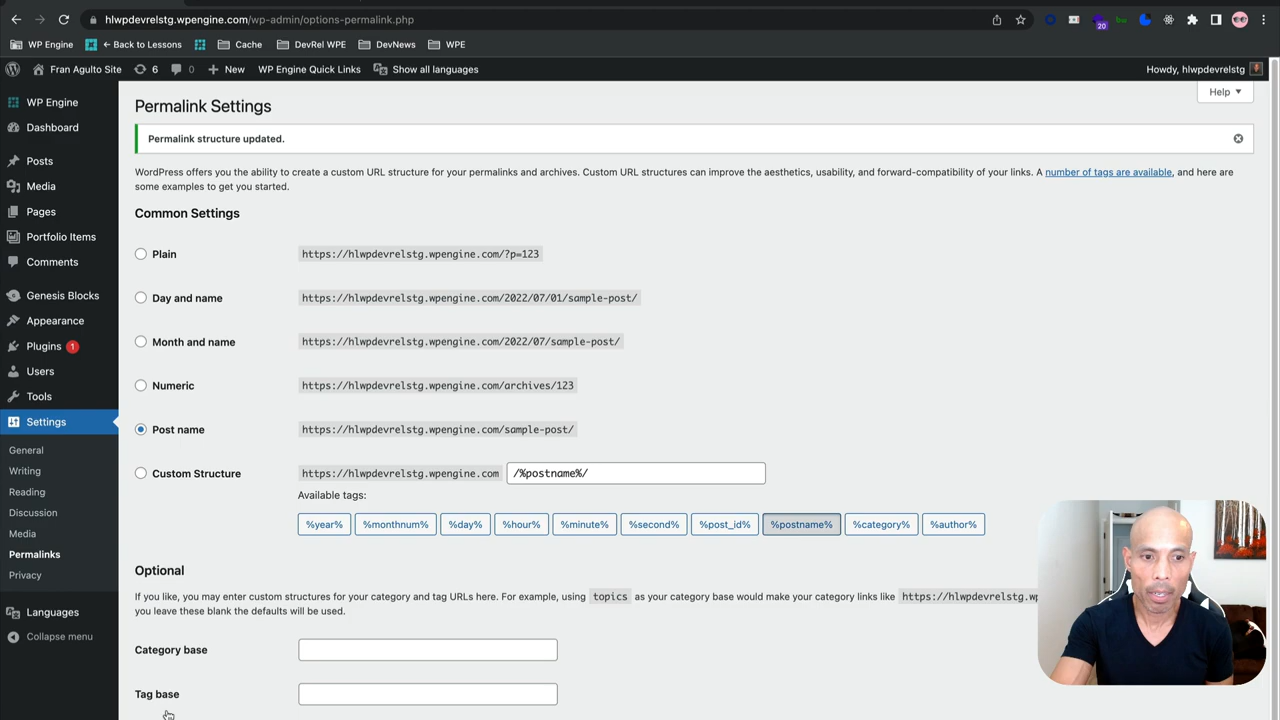 hlwpdevrelstg.wpengine.com/wp-admin/options-permalink.php
20
WP Engine
Back to Lessons
Cache
DevRel WPE
DevNews
WPE
Fran Agulto Site
6
0
New
WP Engine Quick Links
Show all languages
Howdy, hlwpdevrelstg
WP Engine
Dashboard
Posts
Media
Pages
Portfolio Items
Comments
Genesis Blocks
Appearance
Plugins 1
Users
Tools
Settings
General
Writing
Reading
Discussion
Media
Permalinks
Privacy
Languages
Collapse menu
Help
Permalink Settings
Permalink structure updated.
WordPress offers you the ability to create a custom URL structure for your permalinks and archives. Custom URL structures can improve the aesthetics, usability, and forward-compatibility of your links. A number of tags are available, and here are
some examples to get you started.
Common Settings
Plain https://hlwpdevrelstg.wpengine.com/?p=123
Day and name https://hlwpdevrelstg.wpengine.com/2022/07/01/sample-post/
Month and name https://hlwpdevrelstg.wpengine.com/2022/07/sample-post/
Numeric https://hlwpdevrelstg.wpengine.com/archives/123
Post name https://hlwpdevrelstg.wpengine.com/sample-post/
Custom Structure https://hlwpdevrelstg.wpengine.com /%postname%/
Available tags:
%year% %monthnum% %day% %hour% %minute% %second% %post_id% %postname% %category% %author%
Optional
If you like, you may enter custom structures for your category and tag URLs here. For example, using topics as your category base would make your category links like https://hlwpdevrelstg.wp
you leave these blank the defaults will be used.
Category base
Tag base